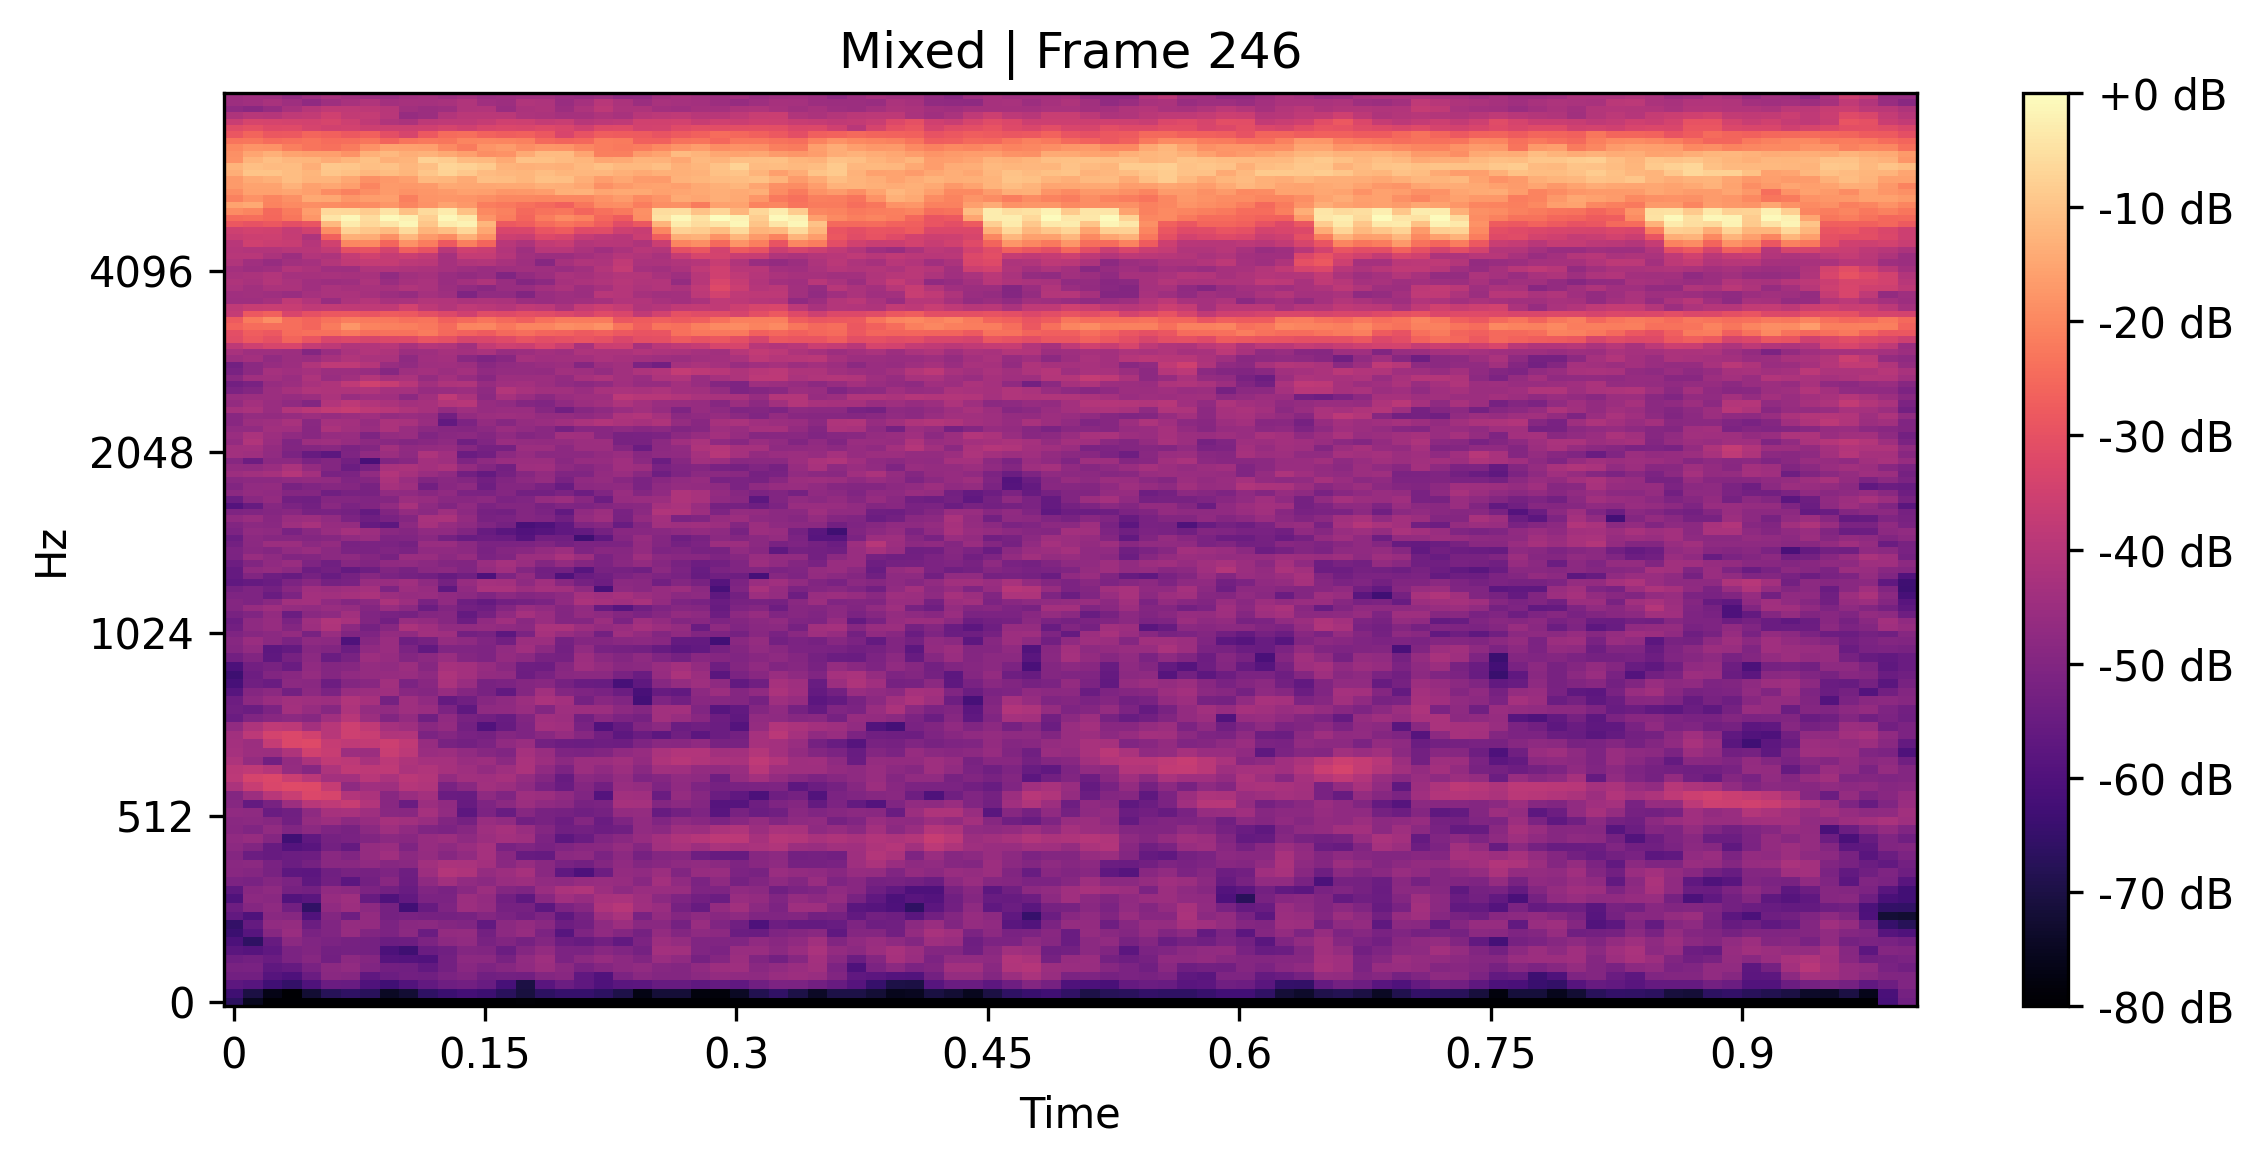 Mixed | Frame 246
+0 dB
-10 dB
-20 dB
-30 dB
-40 dB
-50 dB
-60 dB
-70 dB
-80 dB
4096
2048
1024
512
0
Hz
0 0.15 0.3 0.45 0.6 0.75 0.9
Time